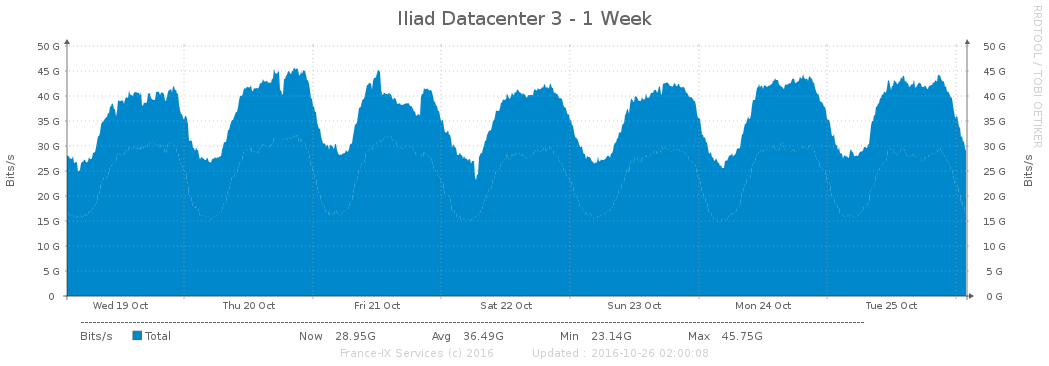 Iliad Datacenter 3 - 1 Week
RRDTOOL / TOBI OETIKER
Bits/s
50 G 50 G
45 G 45 G
40 G 40 G
35 G 35 G
30 G 30 G
25 G 25 G
20 G 20 G
15 G 15 G
10 G 10 G
5 G 5 G
0 0 G
Bits/s
Wed 19 Oct Thu 20 Oct Fri 21 Oct Sat 22 Oct Sun 23 Oct Mon 24 Oct Tue 25 Oct
Bits/s Total Now 28.95G Avg 36.49G Min 23.14G Max 45.75G
France-IX Services (c) 2016 Updated : 2016-10-26 02:00:08